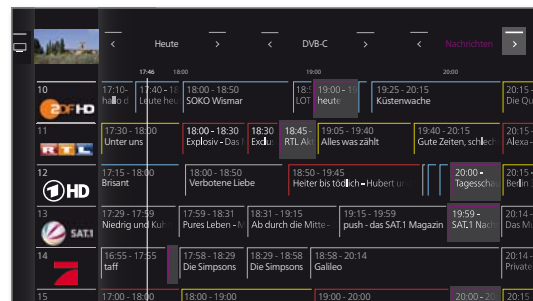 < Heute > < DVB-C > < Nachrichten >
17:46 18:00 19:00 20:00
10 17:10- 17:40 - 18 18:00 - 18:50 19:00 - 19 19:25 - 20:15 20:15 -
ZDF HD hallo d Leute heu SOKO Wismar LOT heute Küstenwache Die Qu
11 17:30 - 18:00 18:00 - 18:30 18:30 18:45 - 19:05 - 19:40 19:40 - 20:15 20:15 -
RTL Unter uns Explosiv - Das Exclu RTL Akt Alles was zählt Gute Zeiten, schlech Alexa -
12 17:15 - 18:00 18:00 - 18:50 18:50 - 19:45 20:00 - 20:15 -
1 HD Brisant Verbotene Liebe Heiter bis tödlich - Hubert und Tagesschau Berlin
13 17:29 - 17:59 17:59 - 18:31 18:31 - 19:15 19:15 - 19:59 19:59 - 20:14 -
SAT.1 Niedrig und Kuh Pures Leben - M Ab durch die Mitte - push - das SAT.1 Magazin SAT.1 Nach Das M
14 16:55 - 17:55 17:58 - 18:29 18:29 - 18:58 18:58 - 20:14 20:14 -
7 taff Die Simpsons Die Simpsons Galileo Private
15 17:00 - 18:00 18:00 - 19:00 19:00 - 20:00 20:00 - 20 20:15